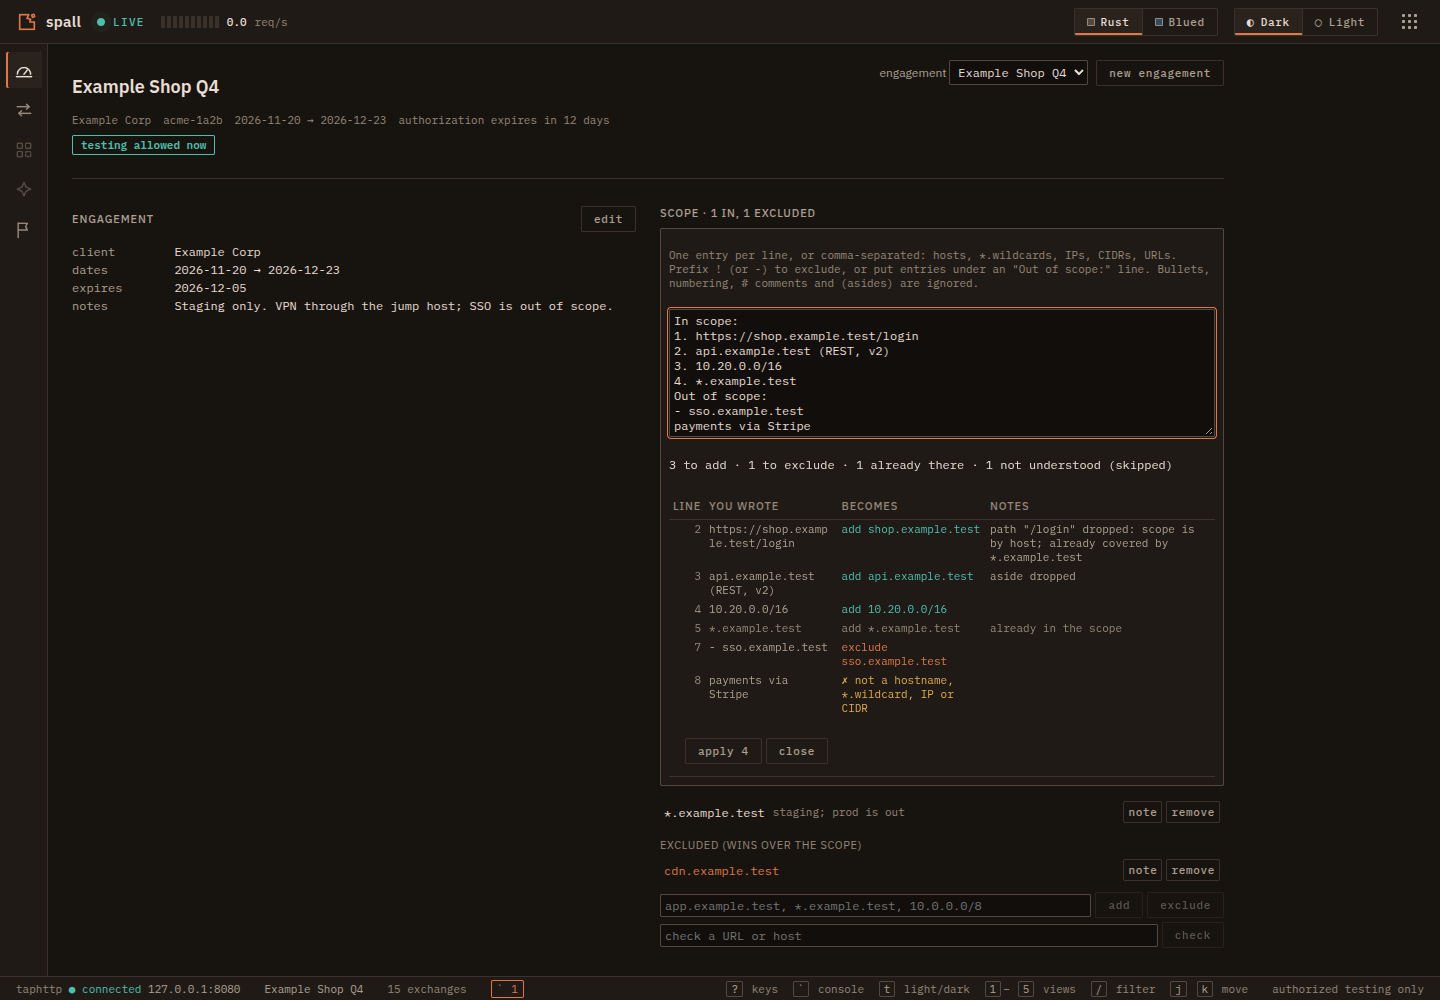 spall LIVE 0.0 req/s Rust Blued Dark Light
engagement Example Shop Q4 new engagement
Example Shop Q4
Example Corp acme-1a2b 2026-11-20 → 2026-12-23 authorization expires in 12 days
testing allowed now
ENGAGEMENT edit
client Example Corp
dates 2026-11-20 → 2026-12-23
expires 2026-12-05
notes Staging only. VPN through the jump host; SSO is out of scope.
SCOPE · 1 IN, 1 EXCLUDED
One entry per line, or comma-separated: hosts, *.wildcards, IPs, CIDRs, URLs.
Prefix ! (or -) to exclude, or put entries under an "Out of scope:" line. Bullets,
numbering, # comments and (asides) are ignored.
In scope:
1. https://shop.example.test/login
2. api.example.test (REST, v2)
3. 10.20.0.0/16
4. *.example.test
Out of scope:
- sso.example.test
payments via Stripe
3 to add · 1 to exclude · 1 already there · 1 not understood (skipped)
LINE YOU WROTE BECOMES NOTES
2 https://shop.examp add shop.example.test path "/login" dropped: scope is
le.test/login by host; already covered by
*.example.test
3 api.example.test add api.example.test aside dropped
(REST, v2)
4 10.20.0.0/16 add 10.20.0.0/16
5 *.example.test add *.example.test already in the scope
7 - sso.example.test exclude
sso.example.test
8 payments via ✗ not a hostname,
Stripe *.wildcard, IP or
CIDR
apply 4 close
*.example.test staging; prod is out note remove
EXCLUDED (WINS OVER THE SCOPE)
cdn.example.test note remove
app.example.test, *.example.test, 10.0.0.0/8 add exclude
check a URL or host check
taphttp ● connected 127.0.0.1:8080 Example Shop Q4 15 exchanges ` 1 ? keys ` console t light/dark 1 – 5 views / filter j k move authorized testing only